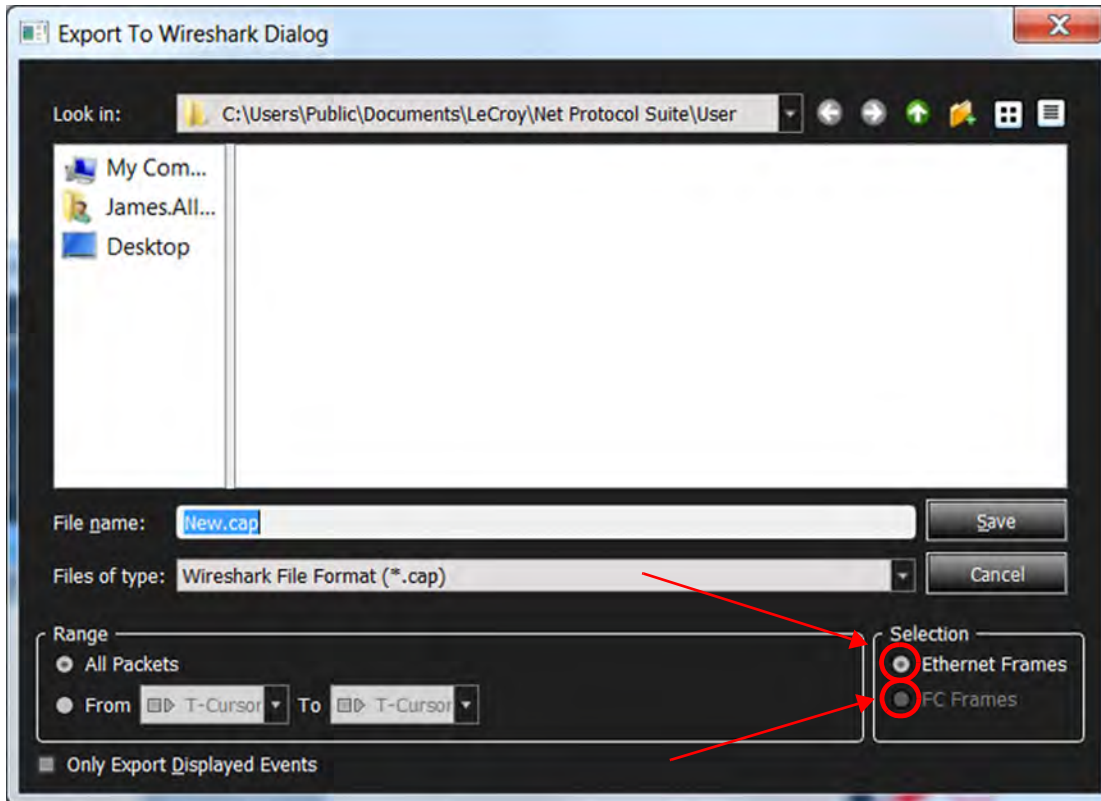 Export To Wireshark Dialog
Look in: C:\Users\Public\Documents\LeCroy\Net Protocol Suite\User
My Com...
James.All...
Desktop
File name: New.cap Save
Files of type: Wireshark File Format (*.cap) Cancel
Range
All Packets
From T-Cursor To T-Cursor
Selection
Ethernet Frames
FC Frames
Only Export Displayed Events